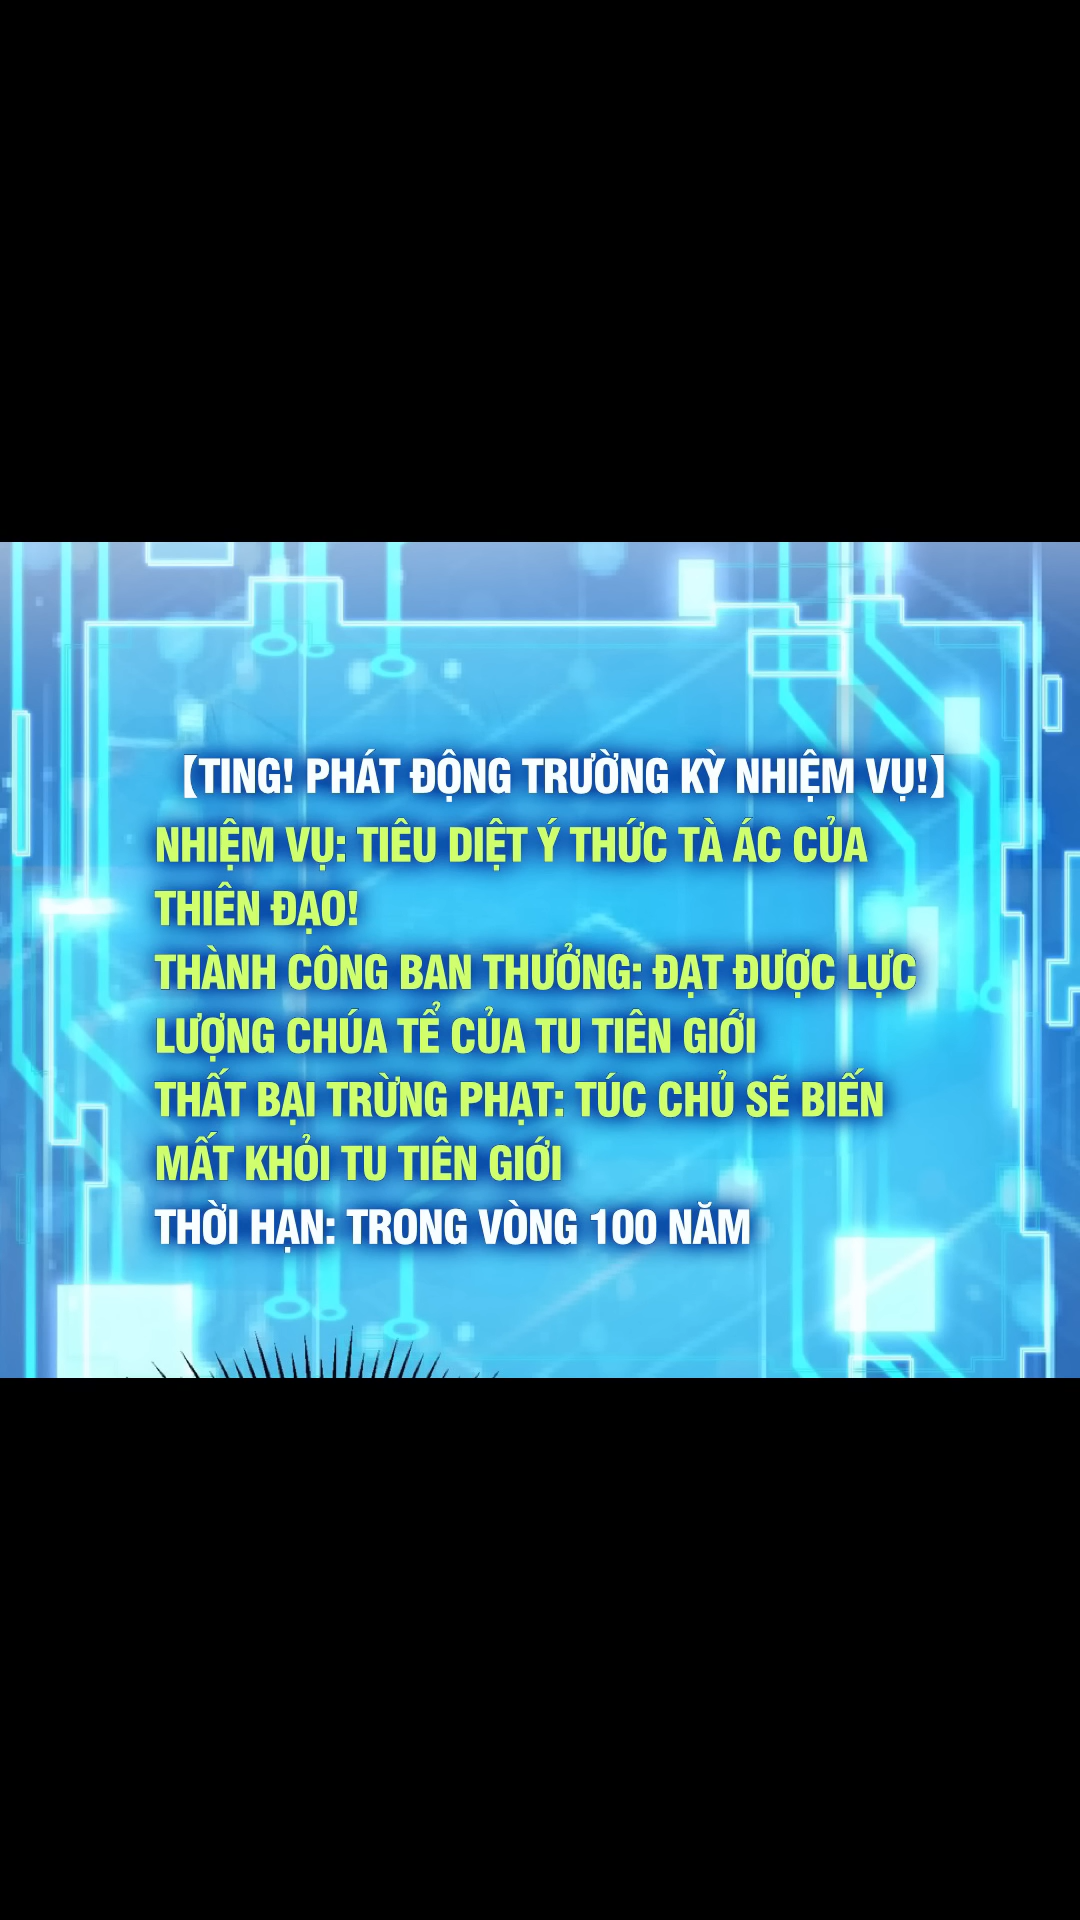 【TING! PHÁT ĐỘNG TRƯỜNG KỲ NHIỆM VỤ!】
NHIỆM VỤ: TIÊU DIỆT Ý THỨC TÀ ÁC CỦA
THIÊN ĐẠO!
THÀNH CÔNG BAN THƯỞNG: ĐẠT ĐƯỢC LỰC
LƯỢNG CHÚA TỂ CỦA TU TIÊN GIỚI
THẤT BẠI TRỪNG PHẠT: TÚC CHỦ SẼ BIẾN
MẤT KHỎI TU TIÊN GIỚI
THỜI HẠN: TRONG VÒNG 100 NĂM